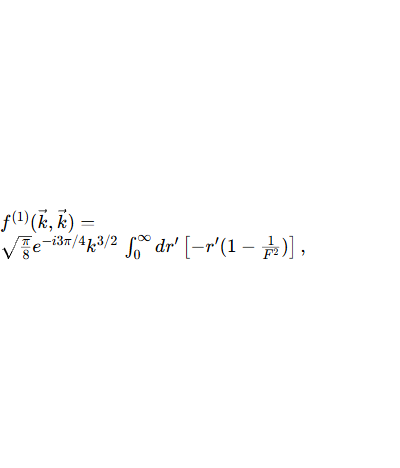 $f^{(1)}(\vec{k},\vec{k}) =$
$\sqrt{\frac{\pi}{8}} e^{-i3\pi/4} k^{3/2} \int_0^\infty dr' \left[ -r'(1 - \frac{1}{F^2}) \right] ,$